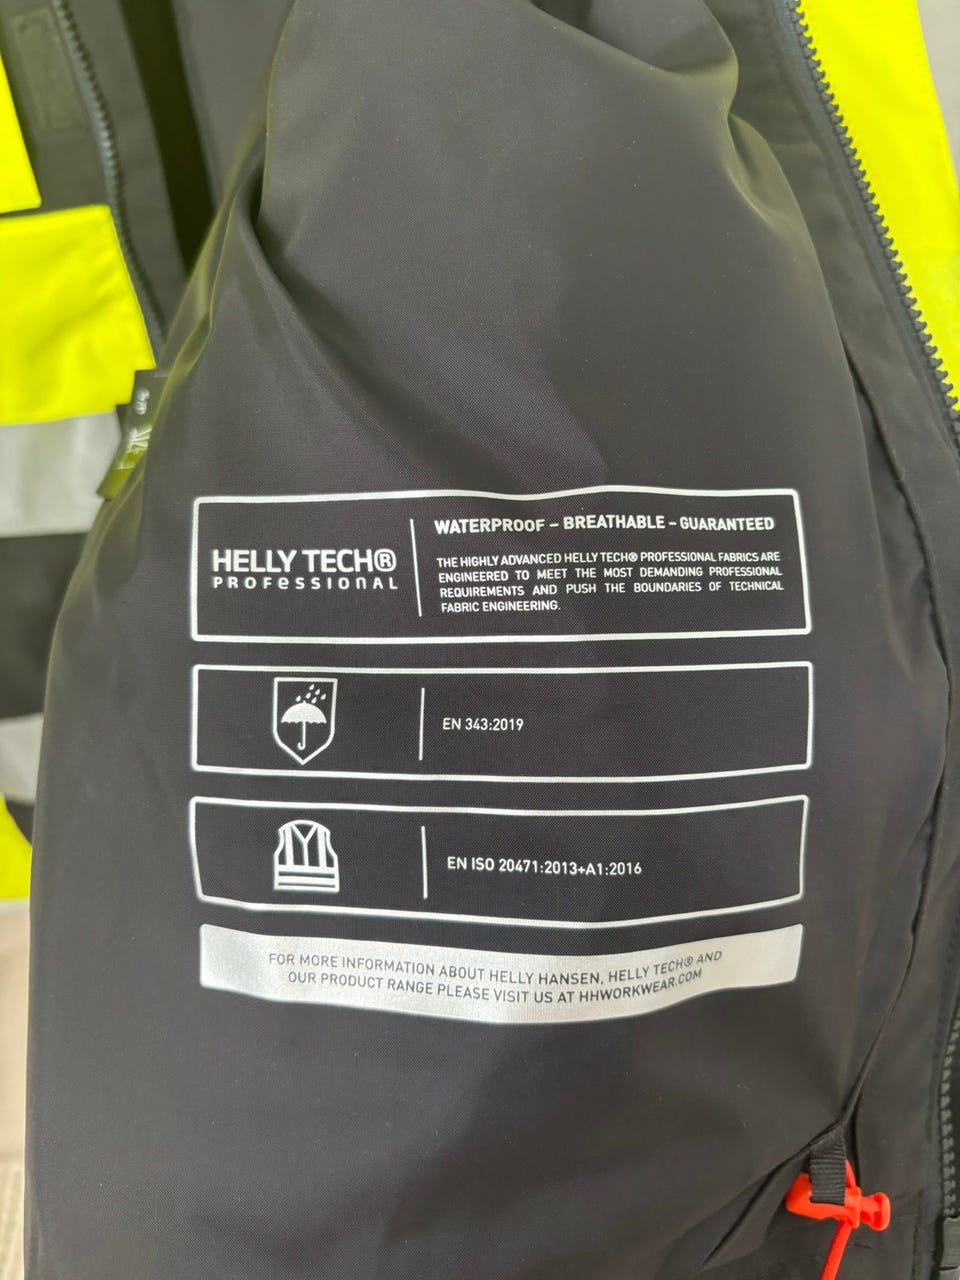 HELLY TECH®
PROFESSIONAL
WATERPROOF – BREATHABLE – GUARANTEED
THE HIGHLY ADVANCED HELLY TECH® PROFESSIONAL FABRICS ARE
ENGINEERED TO MEET THE MOST DEMANDING PROFESSIONAL
REQUIREMENTS AND PUSH THE BOUNDARIES OF TECHNICAL
FABRIC ENGINEERING.
EN 343:2019
EN ISO 20471:2013+A1:2016
FOR MORE INFORMATION ABOUT HELLY HANSEN, HELLY TECH® AND
OUR PRODUCT RANGE PLEASE VISIT US AT HHWORKWEAR.COM